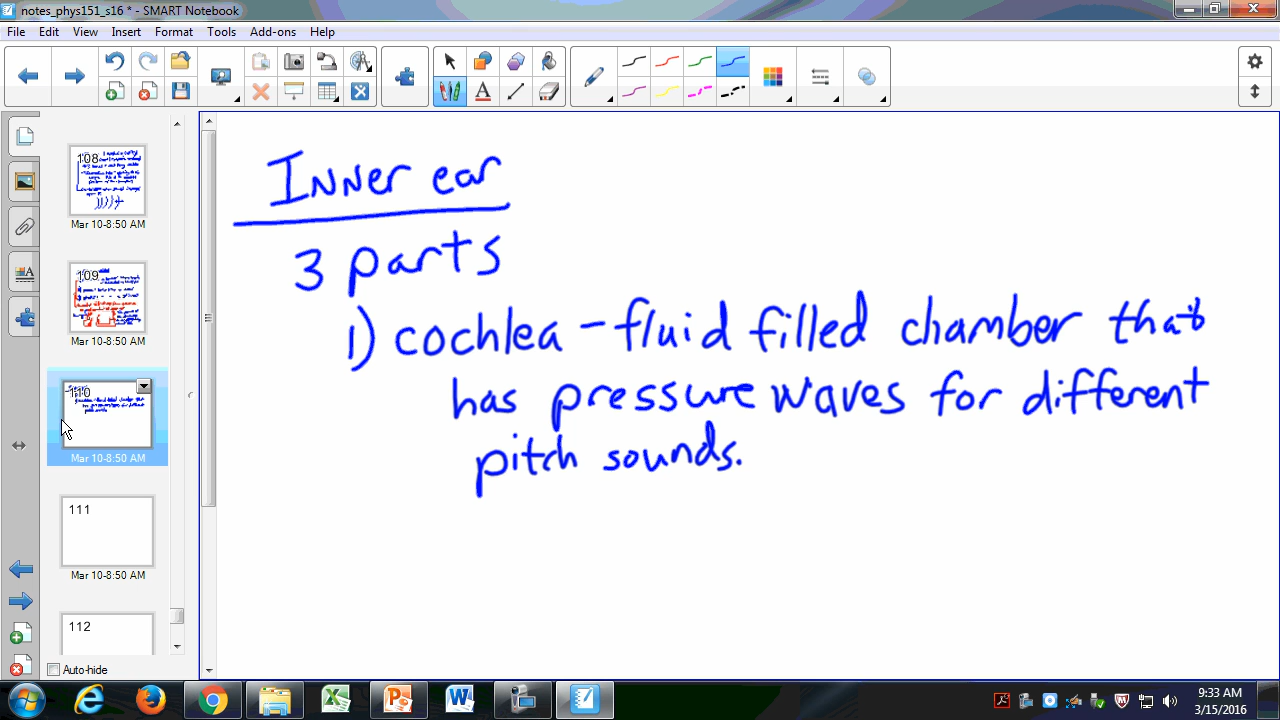 notes_phys151_s16 * - SMART Notebook
File Edit View Insert Format Tools Add-ons Help
108
Mar 10-8:50 AM
109
Mar 10-8:50 AM
110
Mar 10-8:50 AM
111
Mar 10-8:50 AM
112
Auto-hide
Inner ear
3 parts
1) cochlea - fluid filled chamber that
has pressure waves for different
pitch sounds.
9:33 AM
3/15/2016